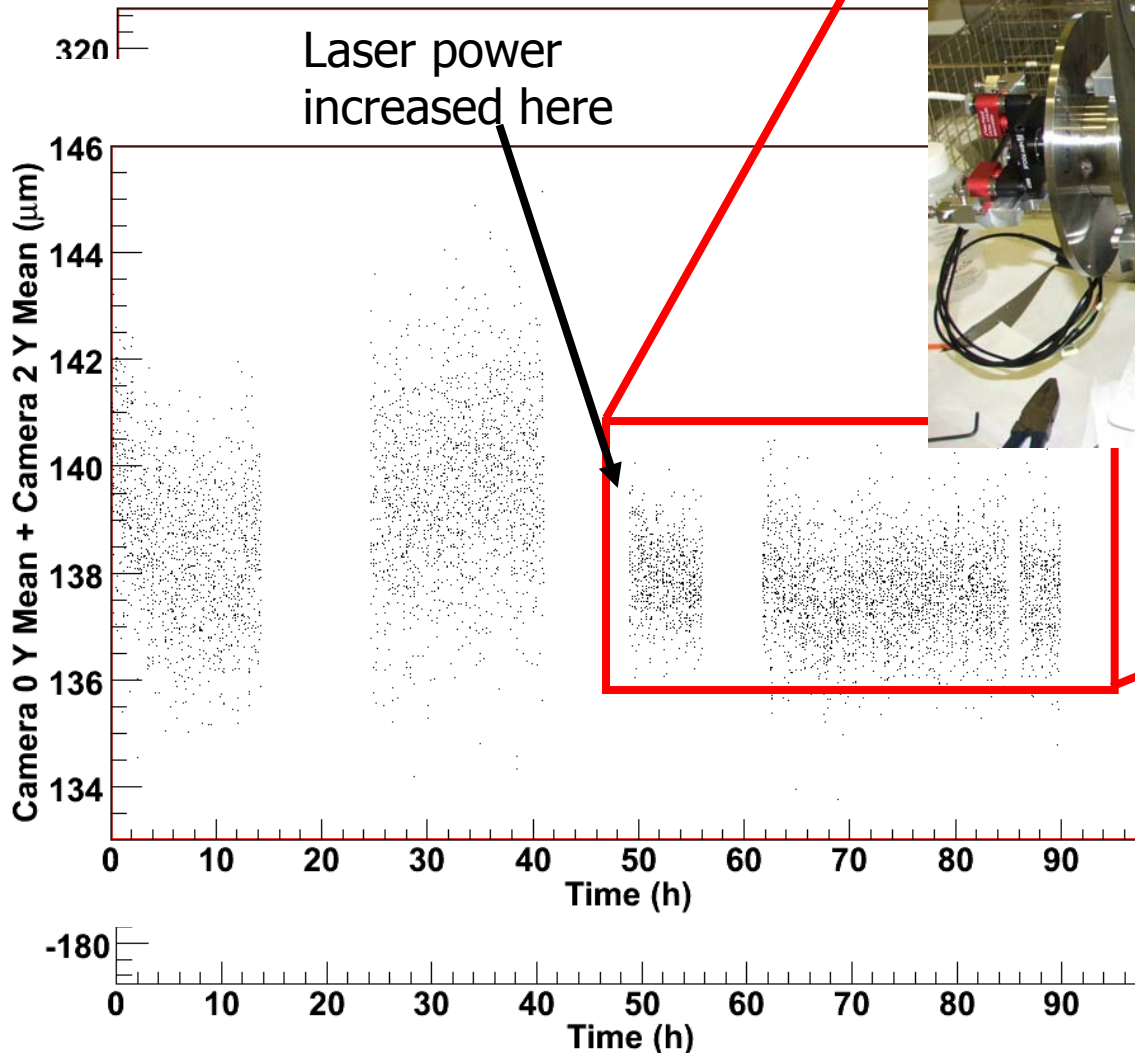 320
Laser power
increased here
146
144
142
140
138
136
134
Camera 0 Y Mean + Camera 2 Y Mean (μm)
0 10 20 30 40 50 60 70 80 90
Time (h)
-180
0 10 20 30 40 50 60 70 80 90
Time (h)